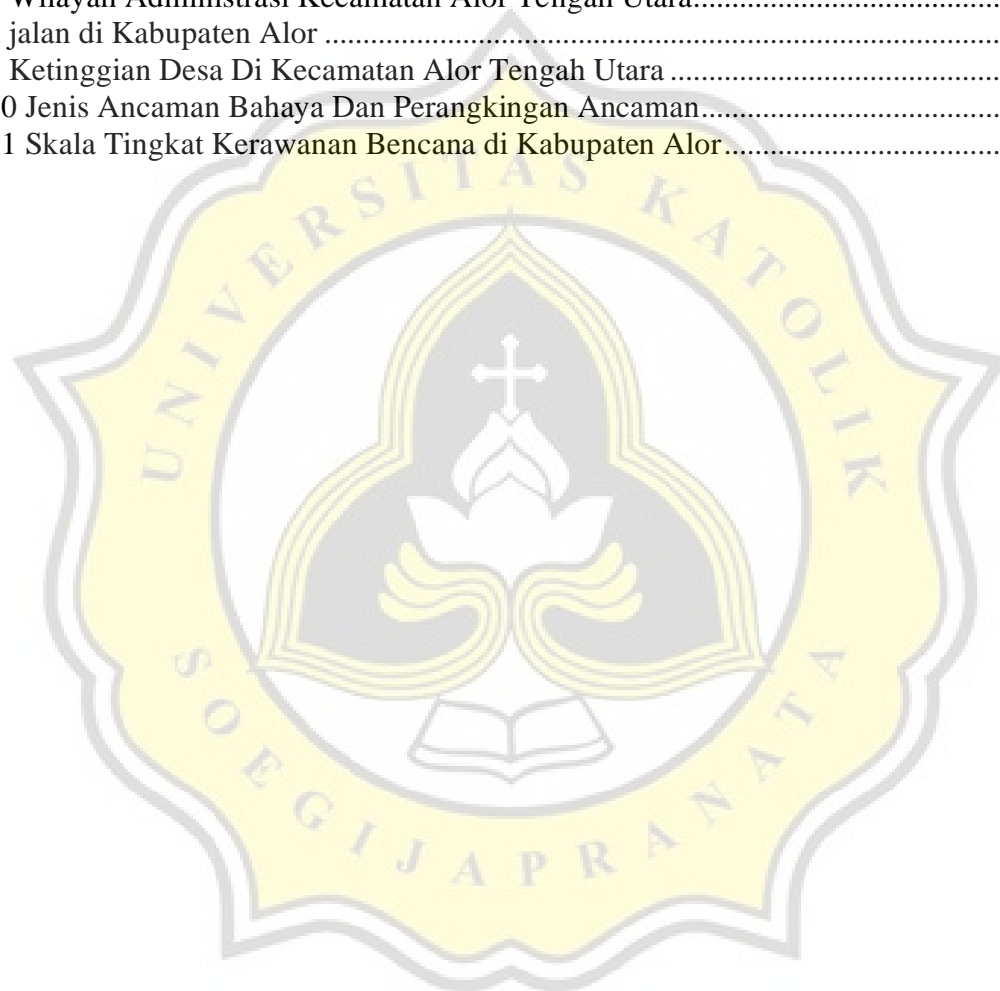 Wilayah Administrasi Kecamatan Alor Tengah Utara..............................
jalan di Kabupaten Alor ..............................................................................
Ketinggian Desa Di Kecamatan Alor Tengah Utara ...................................
0 Jenis Ancaman Bahaya Dan Perangkingan Ancaman................................
1 Skala Tingkat Kerawanan Bencana di Kabupaten Alor.............................
UNIVERSITAS KATOLIK
SOEGIJAPRANATA